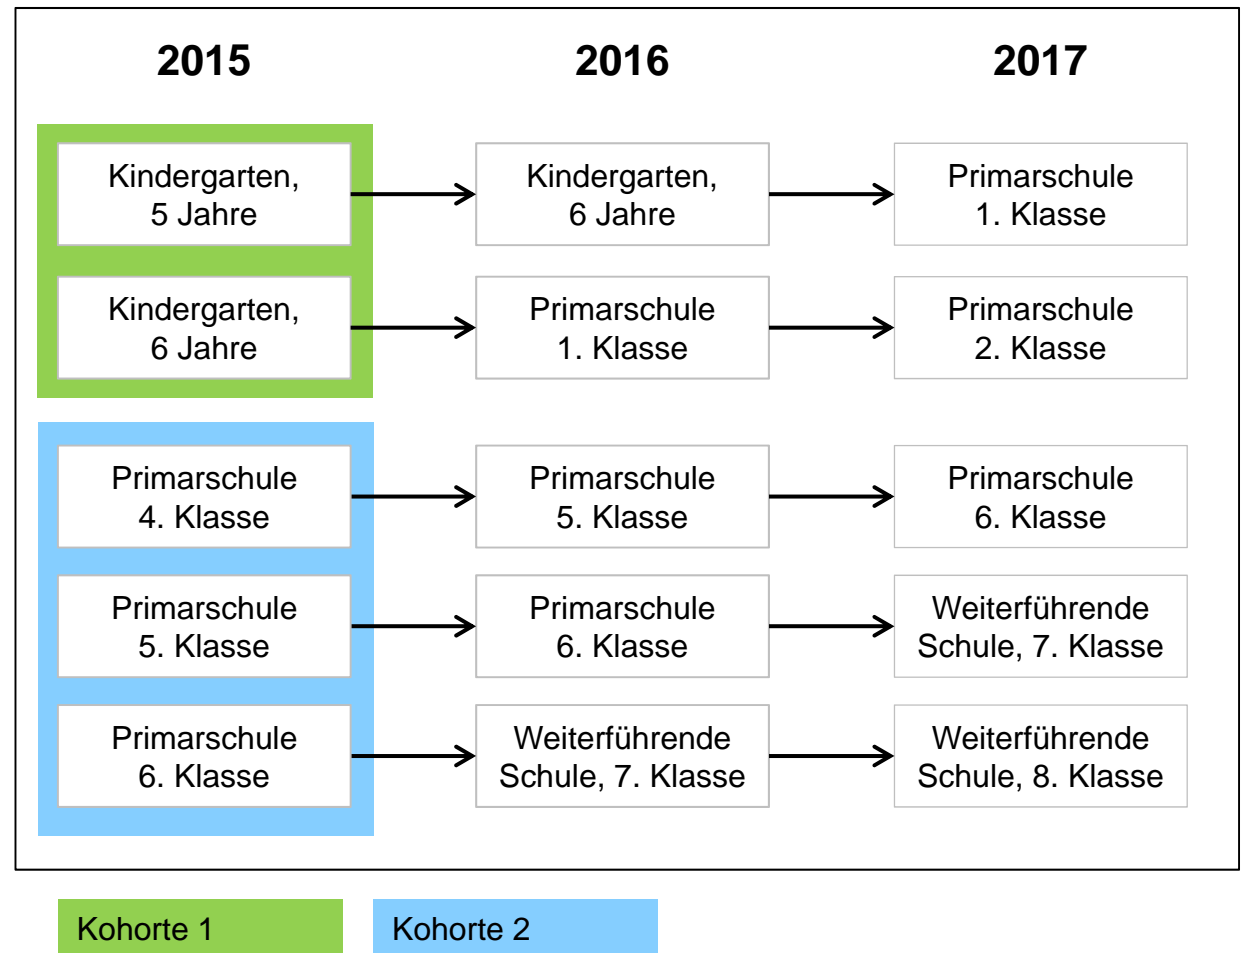 2015 2016 2017
Kindergarten,
5 Jahre
Kindergarten,
6 Jahre
Primarschule
1. Klasse
Kindergarten,
6 Jahre
Primarschule
1. Klasse
Primarschule
2. Klasse
Primarschule
4. Klasse
Primarschule
5. Klasse
Primarschule
6. Klasse
Primarschule
5. Klasse
Primarschule
6. Klasse
Weiterführende
Schule, 7. Klasse
Primarschule
6. Klasse
Weiterführende
Schule, 7. Klasse
Weiterführende
Schule, 8. Klasse
Kohorte 1
Kohorte 2